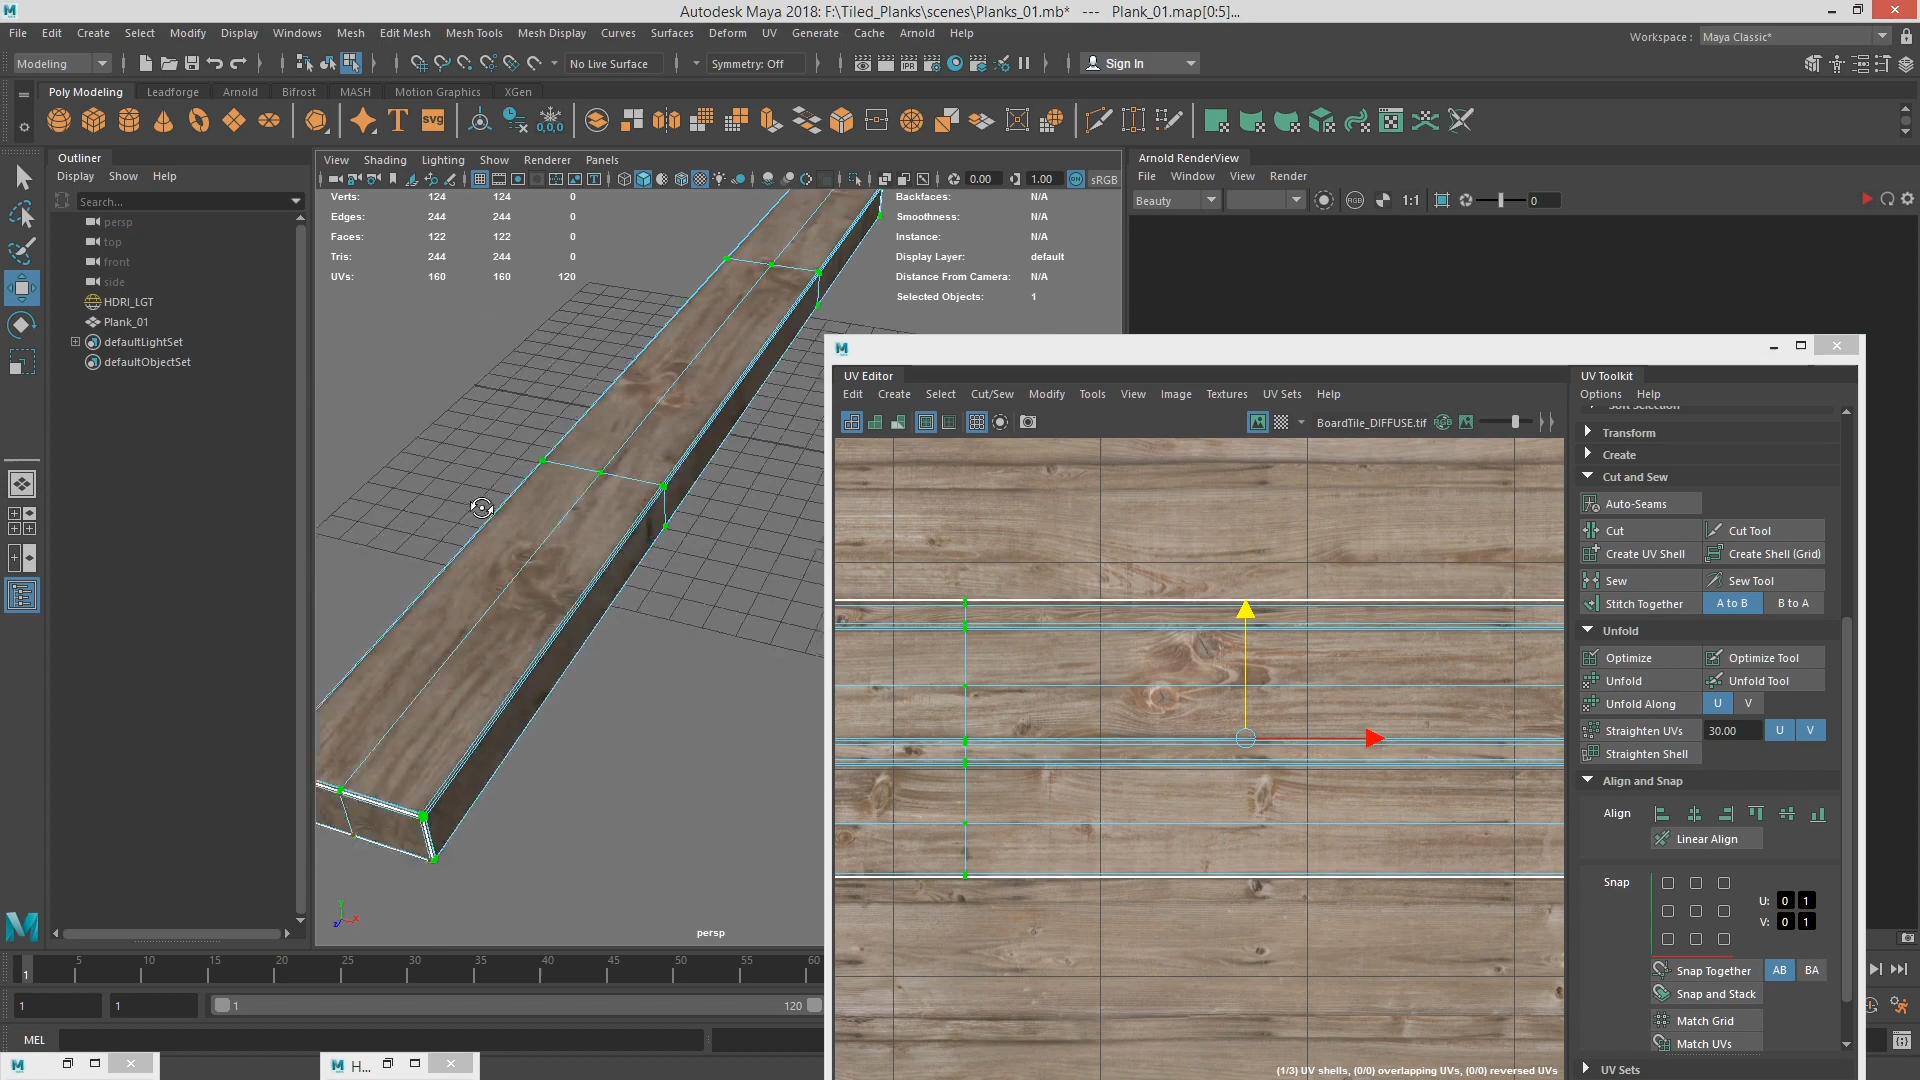 Autodesk Maya 2018: F:\Tiled_Planks\scenes\Planks_01.mb* --- Plank_01.map[0:5]...
File Edit Create Select Modify Display Windows Mesh Edit Mesh Mesh Tools Mesh Display Curves Surfaces Deform UV Generate Cache Arnold Help
Workspace : Maya Classic*
Modeling No Live Surface Symmetry: Off Sign In
Poly Modeling Leadforge Arnold Bifrost MASH Motion Graphics XGen
T svg 0,0,0
Outliner
Display Show Help
Search...
persp
top
front
side
HDRI_LGT
Plank_01
defaultLightSet
defaultObjectSet
View Shading Lighting Show Renderer Panels
0.00 1.00 sRGB
Verts: 124 124 0
Edges: 244 244 0
Faces: 122 122 0
Tris: 244 244 0
UVs: 160 160 120
Backfaces: N/A
Smoothness: N/A
Instance: N/A
Display Layer: default
Distance From Camera: N/A
Selected Objects: 1
persp
Arnold RenderView
File Window View Render
Beauty 1:1 0
UV Editor
Edit Create Select Cut/Sew Modify Tools View Image Textures UV Sets Help
BoardTile_DIFFUSE.tif
(1/3) UV shells, (0/0) overlapping UVs, (0/0) reversed UVs
UV Toolkit
Options Help
Soft Selection
Transform
Create
Cut and Sew
Auto-Seams
Cut Cut Tool
Create UV Shell Create Shell (Grid)
Sew Sew Tool
Stitch Together A to B B to A
Unfold
Optimize Optimize Tool
Unfold Unfold Tool
Unfold Along U V
Straighten UVs 30.00 U V
Straighten Shell
Align and Snap
Align
Linear Align
Snap
U: 0 1
V: 0 1
Snap Together AB BA
Snap and Stack
Match Grid
Match UVs
UV Sets
1 5 10 15 20 25 30 35 40 45 50 55 60
1 1 1 120
MEL
H...